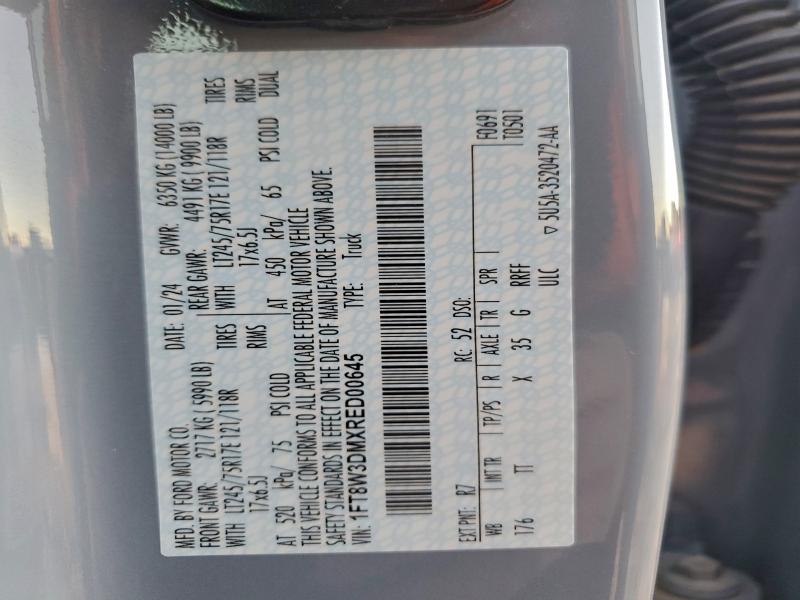 MFD. BY FORD MOTOR CO.
DATE: 01/24 GVWR: 6350 KG (14000 LB)
FRONT GAWR: 2717 KG (5990 LB) REAR GAWR: 4491 KG (9900 LB)
WITH LT245/75R17E 121/118R TIRES WITH LT245/75R17E 121/118R TIRES
17x6.5J RIMS 17x6.5J RIMS
AT 520 kPa/ 75 PSI COLD AT 450 kPa/ 65 PSI COLD DUAL
THIS VEHICLE CONFORMS TO ALL APPLICABLE FEDERAL MOTOR VEHICLE
SAFETY STANDARDS IN EFFECT ON THE DATE OF MANUFACTURE SHOWN ABOVE.
VIN: 1FT8W3DMXRED00645 TYPE: Truck
EXT PNT: R7 RC: 52 DSO: F0691
WB INT TR TP/PS R AXLE TR SPR T0501
176 TT X 35 G RRFF
ULC ▽ 5U5A-3520472-AA